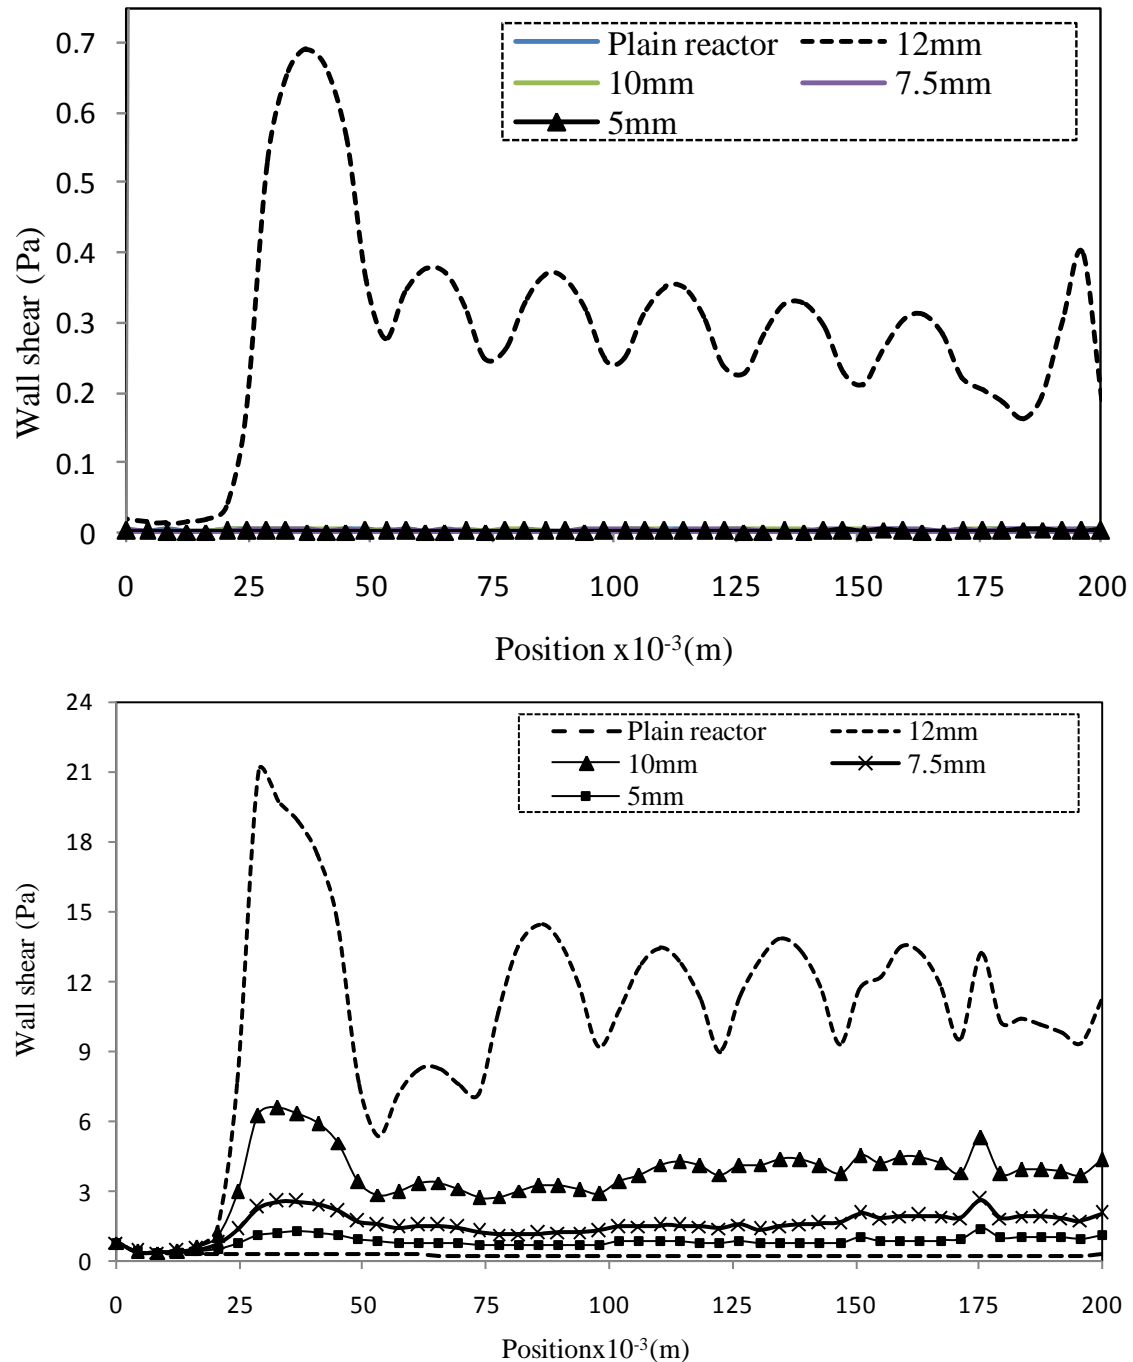 0.7
0.6
0.5
0.4
0.3
0.2
0.1
0
Wall shear (Pa)
Plain reactor 12mm
10mm 7.5mm
5mm
0 25 50 75 100 125 150 175 200
Position x10⁻³(m)
24
21
18
15
12
9
6
3
0
Wall shear (Pa)
Plain reactor 12mm
10mm 7.5mm
5mm
0 25 50 75 100 125 150 175 200
Positionx10⁻³(m)